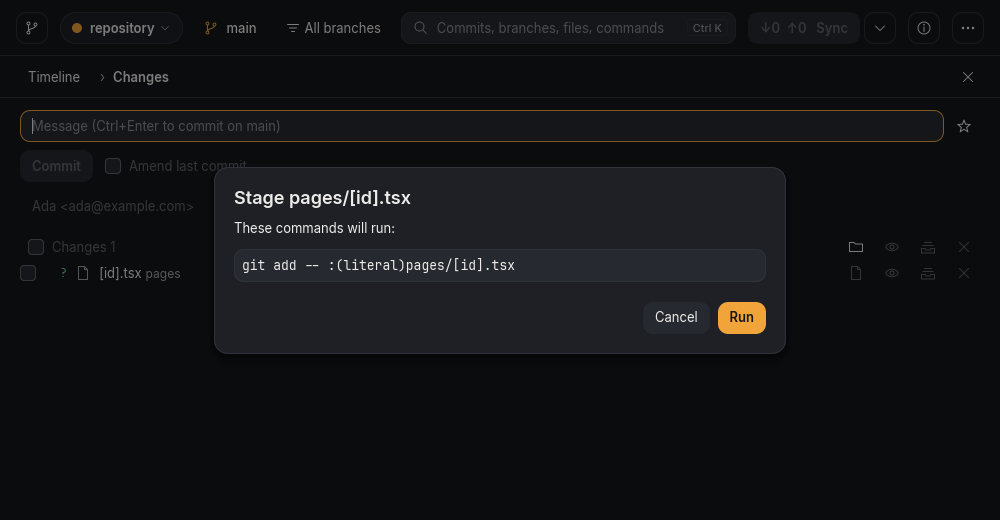 repository
main
All branches
Commits, branches, files, commands
Ctrl K
↓0 ↑0 Sync
Timeline › Changes
Message (Ctrl+Enter to commit on main)
Commit
Amend last commit
Ada <ada@example.com>
Changes 1
? [id].tsx pages
Stage pages/[id].tsx
These commands will run:
git add -- :(literal)pages/[id].tsx
Cancel
Run